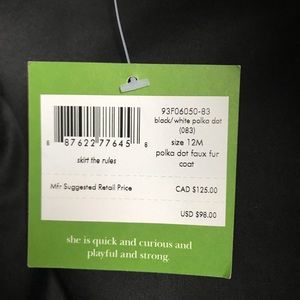 93F06050-83
black/ white polka dot
(083)
size 12M
polka dot faux fur
coat
8 87622 77645 6
skirt the rules
Mfr Suggested Retail Price
CAD $125.00
USD $98.00
she is quick and curious and
playful and strong.